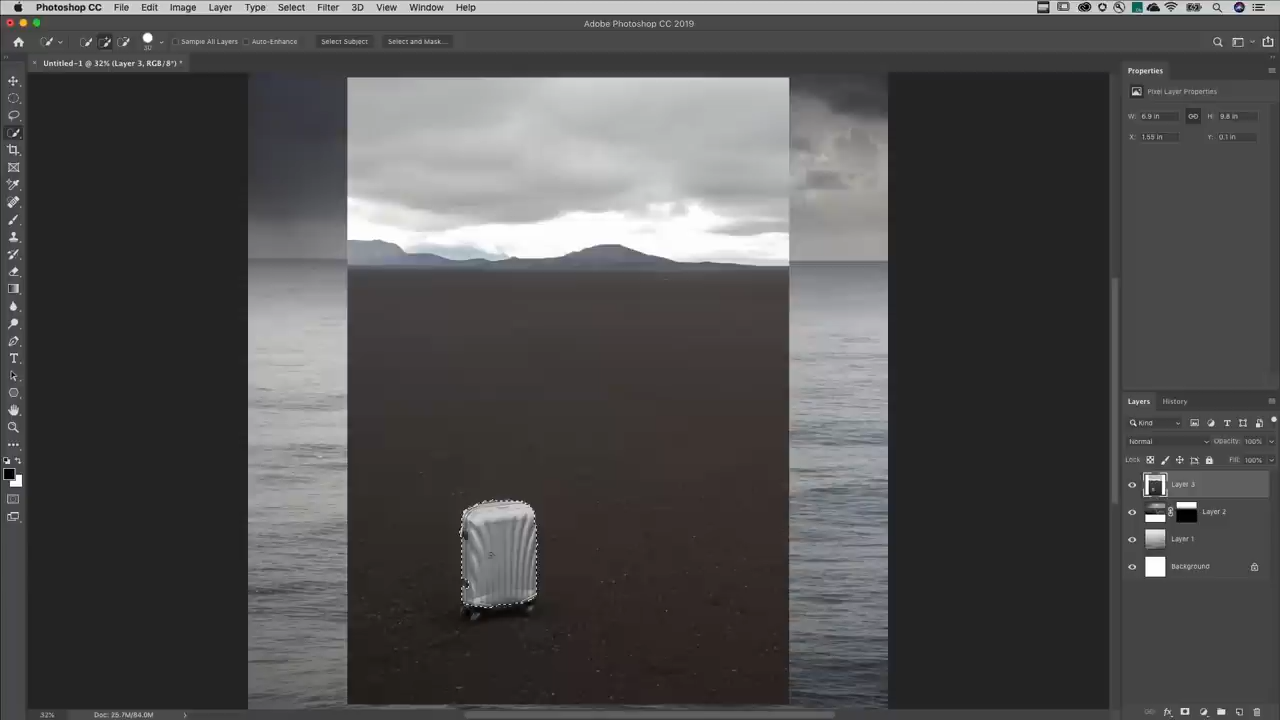 Photoshop CC File Edit Image Layer Type Select Filter 3D View Window Help
Adobe Photoshop CC 2019
30 Sample All Layers Auto-Enhance Select Subject Select and Mask...
Untitled-1 @ 32% (Layer 3, RGB/8*) *
Properties
Pixel Layer Properties
W: 6.9 in H: 9.8 in
X: 1.55 in Y: 0.1 in
Layers History
Kind
Normal Opacity: 100%
Lock: Fill: 100%
Layer 3
Layer 2
Layer 1
Background
32% Doc: 25.7M/84.0M